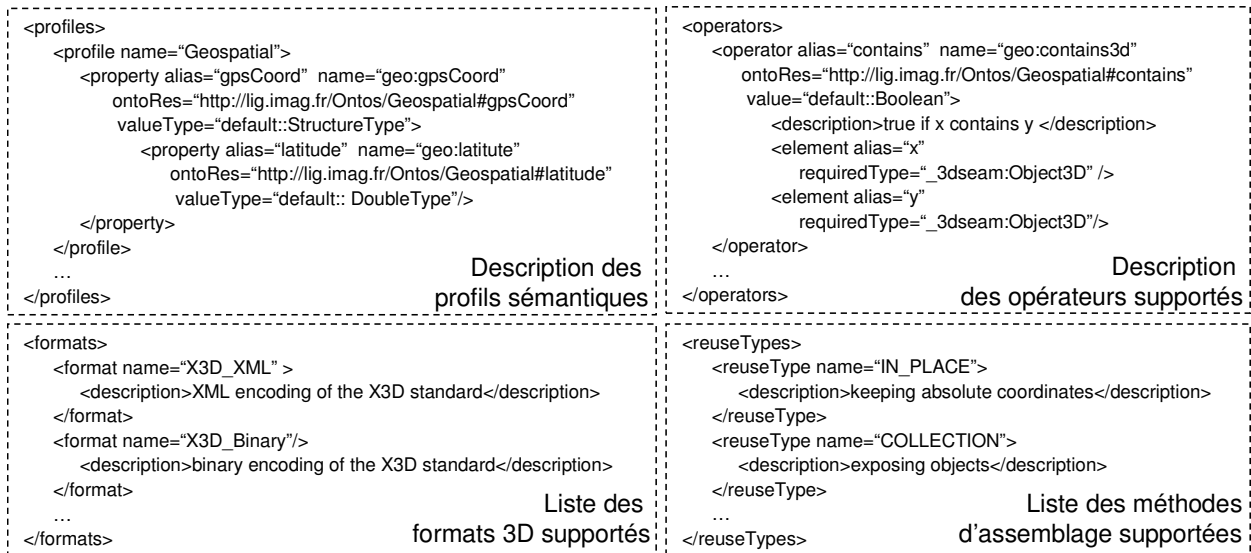 <profiles>
<profile name=“Geospatial”>
<property alias=“gpsCoord” name=“geo:gpsCoord”
ontoRes=“http://lig.imag.fr/Ontos/Geospatial#gpsCoord”
valueType=“default::StructureType”>
<property alias=“latitude” name=“geo:latitute”
ontoRes=“http://lig.imag.fr/Ontos/Geospatial#latitude”
valueType=“default:: DoubleType”/>
</property>
</profile>
…
</profiles>
Description des
profils sémantiques
<operators>
<operator alias=“contains” name=“geo:contains3d”
ontoRes=“http://lig.imag.fr/Ontos/Geospatial#contains”
value=“default::Boolean”>
<description>true if x contains y </description>
<element alias=“x”
requiredType=“_3dseam:Object3D” />
<element alias=“y”
requiredType=“_3dseam:Object3D”/>
</operator>
…
</operators>
Description
des opérateurs supportés
<formats>
<format name=“X3D_XML” >
<description>XML encoding of the X3D standard</description>
</format>
<format name=“X3D_Binary”/>
<description>binary encoding of the X3D standard</description>
</format>
…
</formats>
Liste des
formats 3D supportés
<reuseTypes>
<reuseType name=“IN_PLACE”>
<description>keeping absolute coordinates</description>
</reuseType>
<reuseType name=“COLLECTION”>
<description>exposing objects</description>
</reuseType>
…
</reuseTypes>
Liste des méthodes
d’assemblage supportées